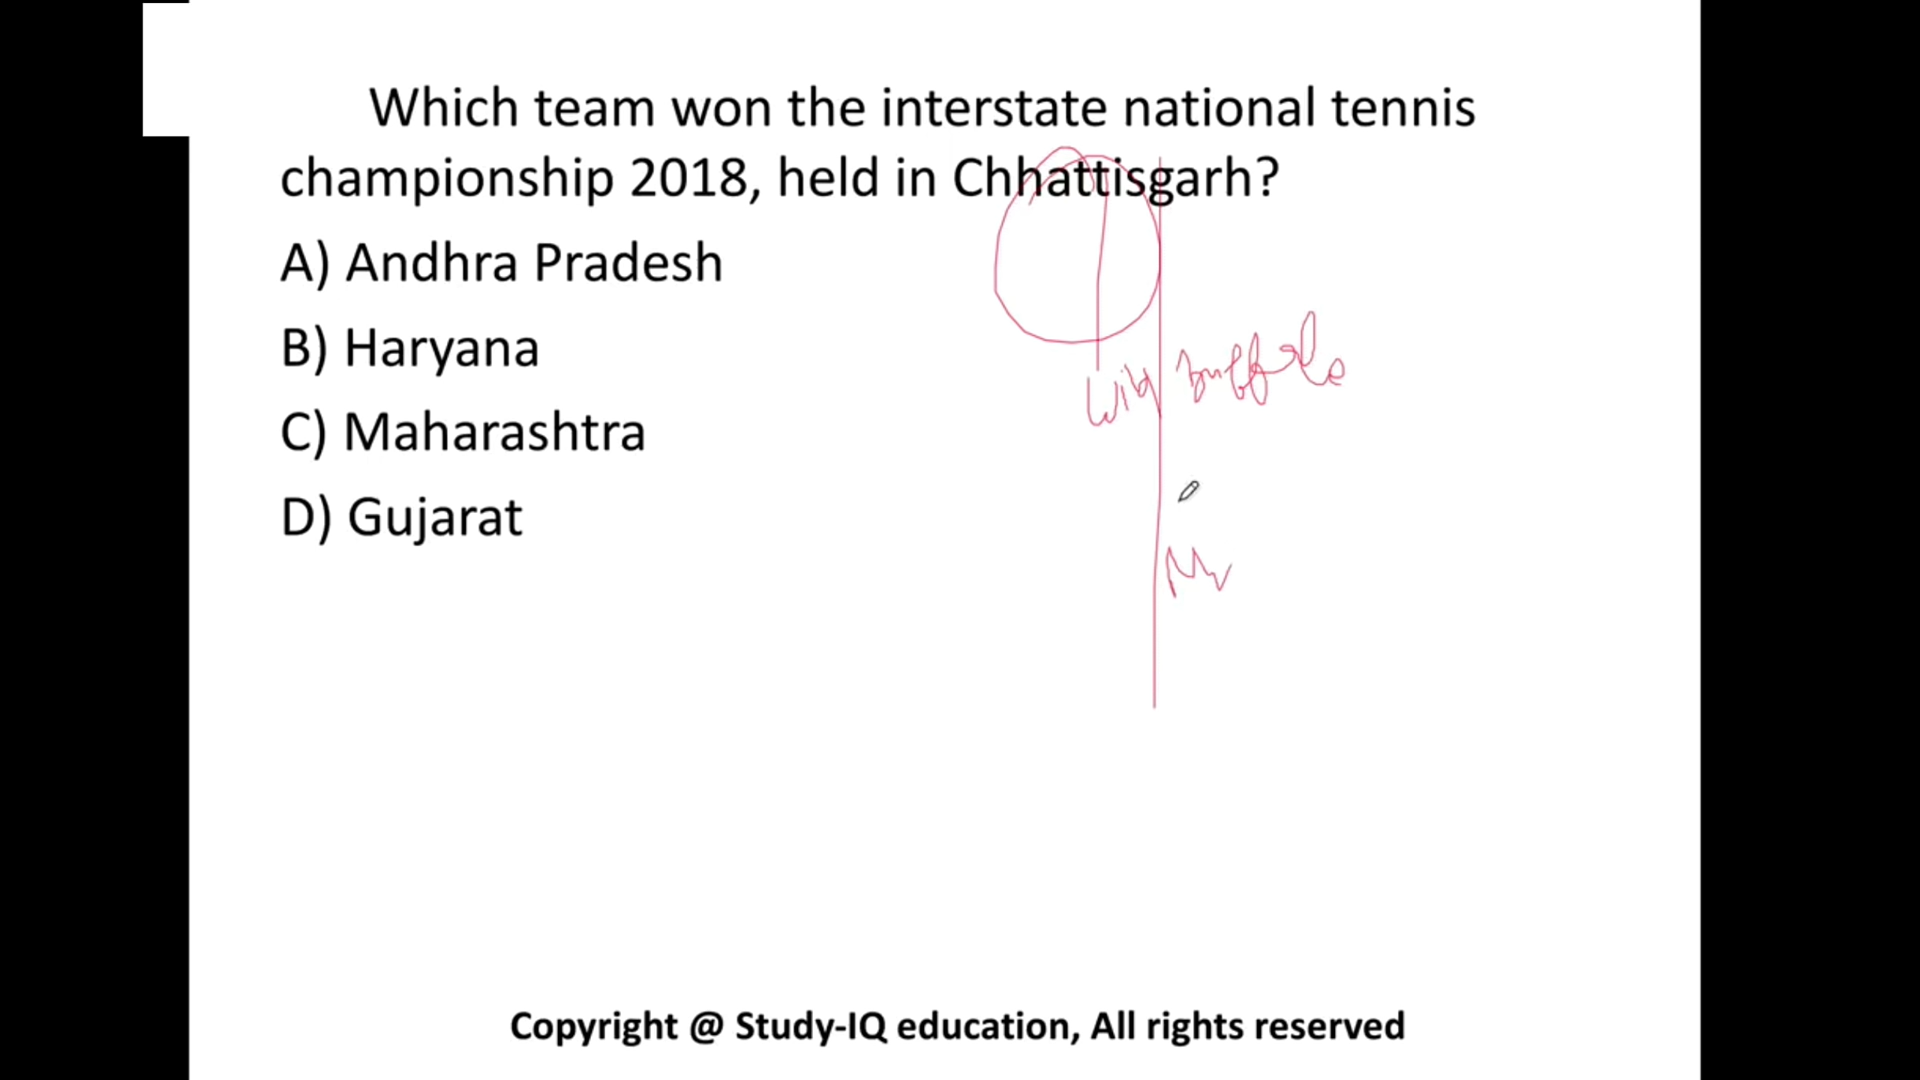 Which team won the interstate national tennis
championship 2018, held in Chhattisgarh?
A) Andhra Pradesh
B) Haryana
Wild Buffalo
C) Maharashtra
D) Gujarat
Copyright @ Study-IQ education, All rights reserved